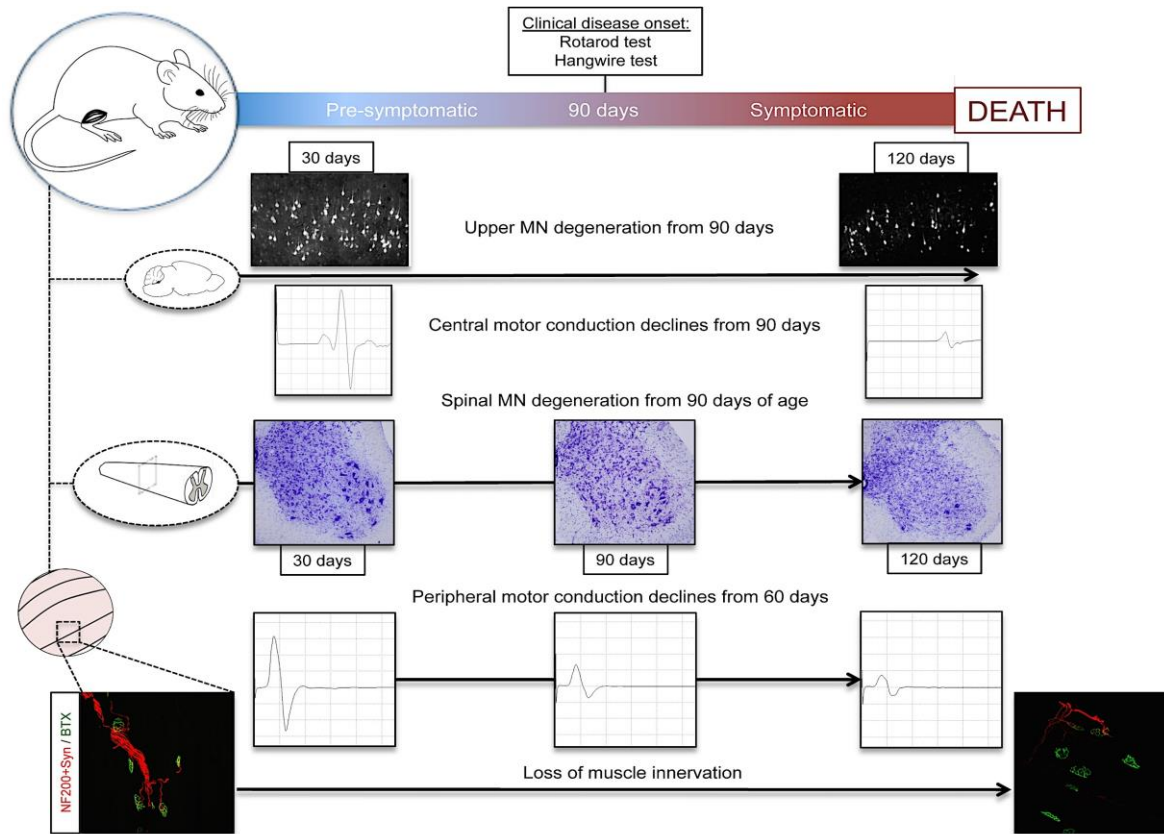 Clinical disease onset:
Rotarod test
Hangwire test
Pre-symptomatic
90 days
Symptomatic
DEATH
30 days
120 days
Upper MN degeneration from 90 days
Central motor conduction declines from 90 days
Spinal MN degeneration from 90 days of age
30 days
90 days
120 days
Peripheral motor conduction declines from 60 days
NF200+Syn / BTX
Loss of muscle innervation